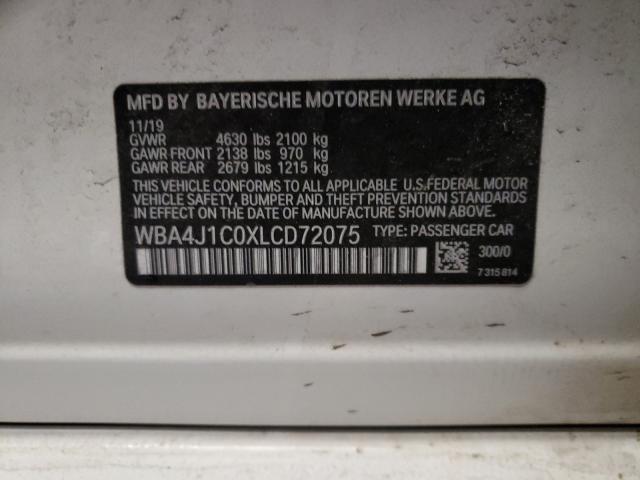 MFD BY BAYERISCHE MOTOREN WERKE AG
11/19
GVWR 4630 lbs 2100 kg
GAWR FRONT 2138 lbs 970 kg
GAWR REAR 2679 lbs 1215 kg
THIS VEHICLE CONFORMS TO ALL APPLICABLE U.S.FEDERAL MOTOR
VEHICLE SAFETY, BUMPER AND THEFT PREVENTION STANDARDS
IN EFFECT ON THE DATE OF MANUFACTURE SHOWN ABOVE.
WBA4J1C0XLCD72075 TYPE: PASSENGER CAR
300/0
7 315 814